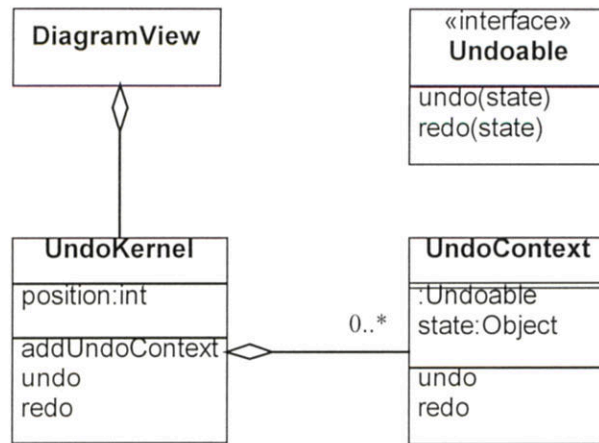 DiagramView
«interface»
Undoable
undo(state)
redo(state)
UndoKernel
position:int
addUndoContext
undo
redo
0..*
UndoContext
:Undoable
state:Object
undo
redo